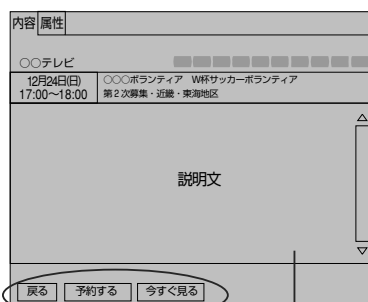 内容 属性
○○テレビ
12月24日(日) ○○○ボランティア W杯サッカーボランティア
17:00〜18:00 第2次募集・近畿・東海地区
説明文
戻る 予約する 今すぐ見る